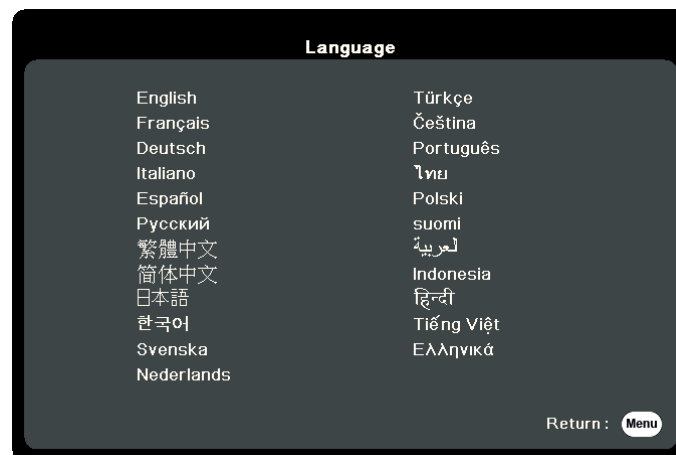 Language
English
Français
Deutsch
Italiano
Español
Русский
繁體中文
简体中文
日本語
한국어
Svenska
Nederlands
Türkçe
Čeština
Português
ไทย
Polski
suomi
العربية
Indonesia
हिन्दी
Tiếng Việt
Ελληνικά
Return : Menu